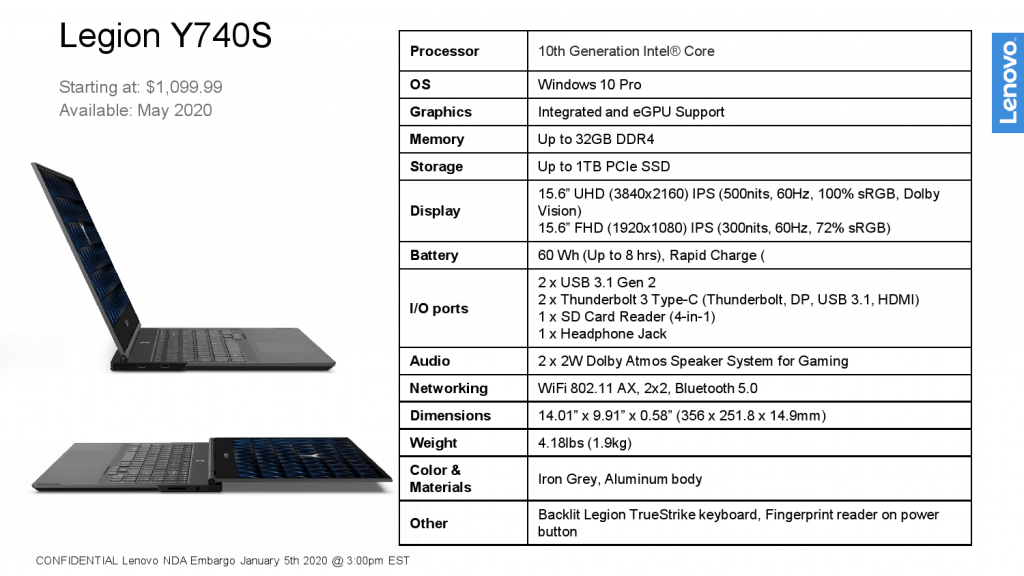 Legion Y740S
Starting at: $1,099.99
Available: May 2020
Lenovo
Processor
10th Generation Intel® Core
OS
Windows 10 Pro
Graphics
Integrated and eGPU Support
Memory
Up to 32GB DDR4
Storage
Up to 1TB PCIe SSD
Display
15.6” UHD (3840x2160) IPS (500nits, 60Hz, 100% sRGB, Dolby
Vision)
15.6” FHD (1920x1080) IPS (300nits, 60Hz, 72% sRGB)
Battery
60 Wh (Up to 8 hrs), Rapid Charge (
I/O ports
2 x USB 3.1 Gen 2
2 x Thunderbolt 3 Type-C (Thunderbolt, DP, USB 3.1, HDMI)
1 x SD Card Reader (4-in-1)
1 x Headphone Jack
Audio
2 x 2W Dolby Atmos Speaker System for Gaming
Networking
WiFi 802.11 AX, 2x2, Bluetooth 5.0
Dimensions
14.01” x 9.91” x 0.58” (356 x 251.8 x 14.9mm)
Weight
4.18lbs (1.9kg)
Color &
Materials
Iron Grey, Aluminum body
Other
Backlit Legion TrueStrike keyboard, Fingerprint reader on power
button
CONFIDENTIAL Lenovo NDA Embargo January 5th 2020 @ 3:00pm EST